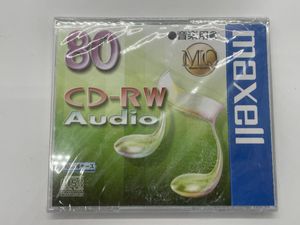 80
音楽用
MQ
CD-RW
Audio
maxell